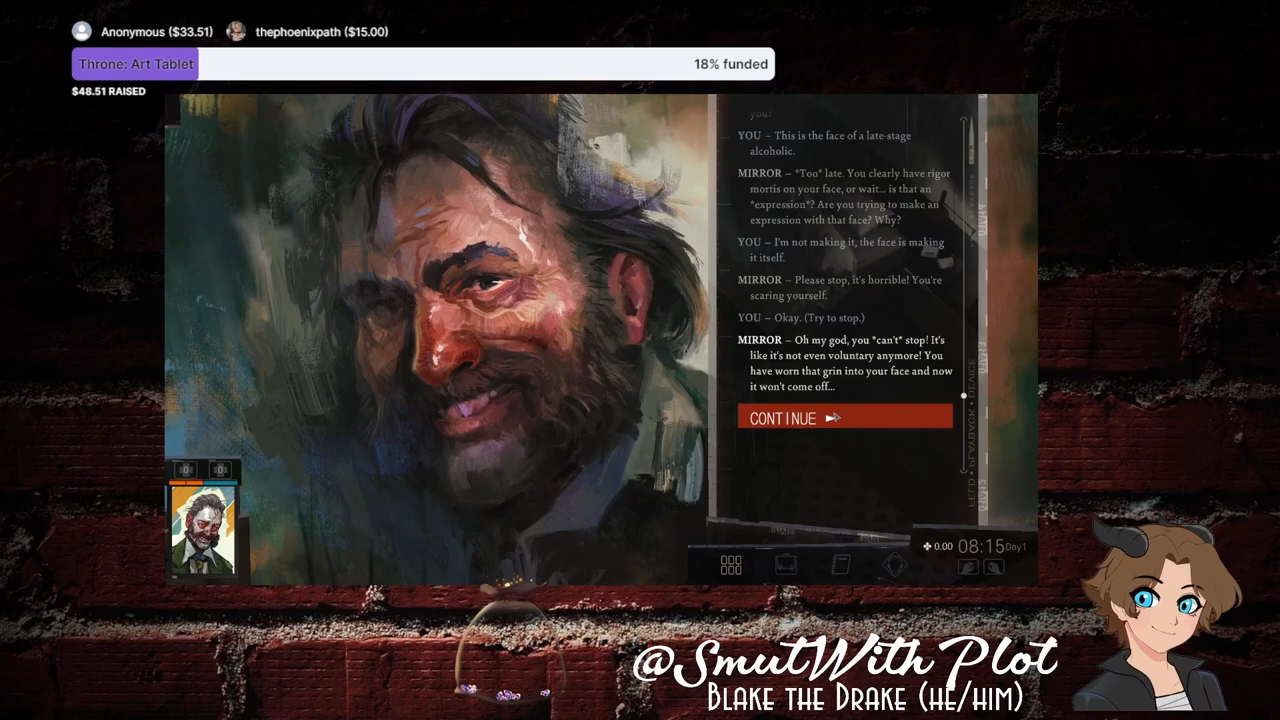 Anonymous ($33.51) thephoenixpath ($15.00)
Throne: Art Tablet 18% funded
$48.51 RAISED
you?
YOU – This is the face of a late-stage
alcoholic.
MIRROR – *Too* late. You clearly have rigor
mortis on your face, or wait... is that an
*expression*? Are you trying to make an
expression with that face? Why?
YOU – I'm not making it, the face is making
it itself.
MIRROR – Please stop, it's horrible! You're
scaring yourself.
YOU – Okay. (Try to stop.)
MIRROR – Oh my god, you *can't* stop! It's
like it's not even voluntary anymore! You
have worn that grin into your face and now
it won't come off...
CONTINUE
0 0
0.00 08:15 Day1
@SmutWithPlot
BLAKE THE DRAKE (HE/HIM)